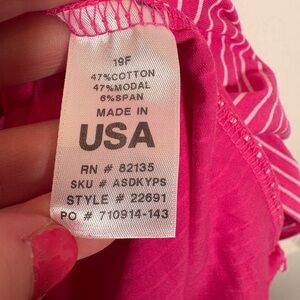 19F
47%COTTON
47%MODAL
6%SPAN
MADE IN
USA
RN # 82135
SKU # ASDKYPS
STYLE # 22691
PO # 710914-143